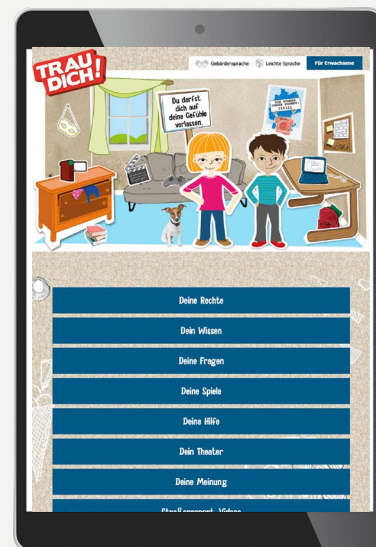 TRAU
DICH!
Gebärdensprache
Leichte Sprache
Für Erwachsene
Du darfst
dich auf
deine Gefühle
verlassen.
Deine Rechte
Dein Wissen
Deine Fragen
Deine Spiele
Deine Hilfe
Dein Theater
Deine Meinung